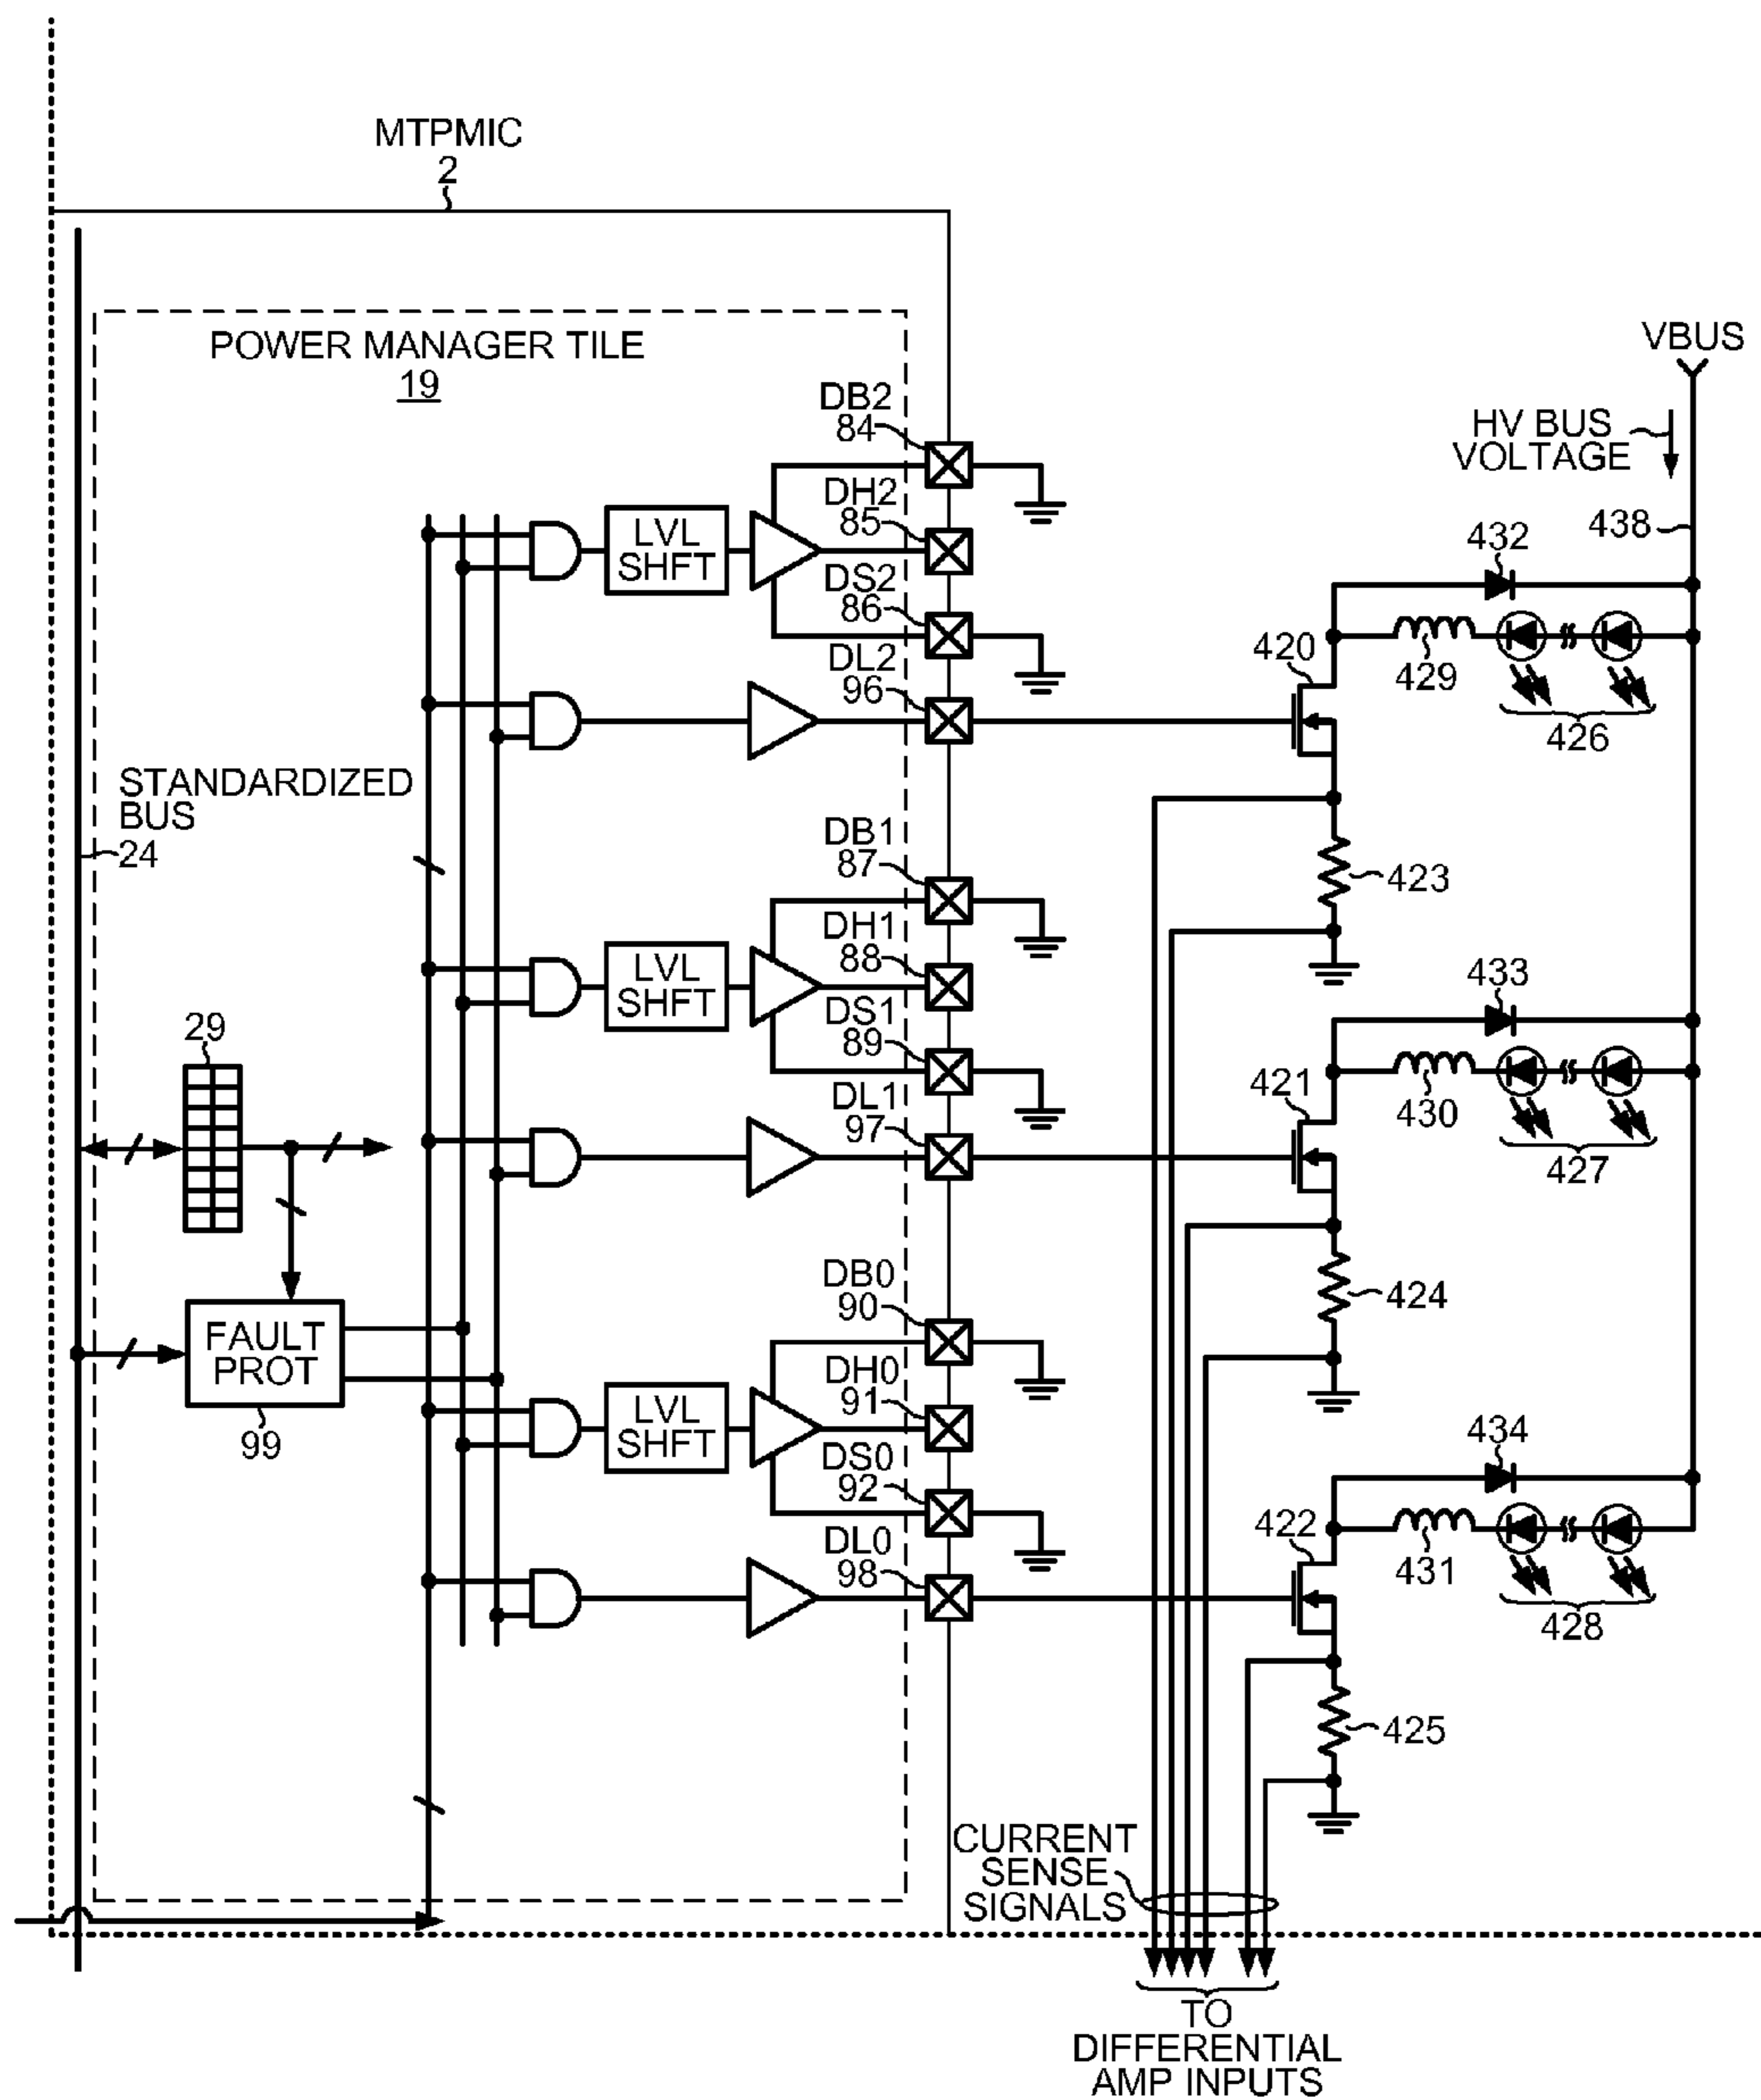 MTPMIC
2
POWER MANAGER TILE
19
VBUS
HV BUS
VOLTAGE
438
DB2
84
DH2
85
DS2
86
DL2
96
LVL
SHFT
432
420
429
426
STANDARDIZED
BUS
24
423
DB1
87
DH1
88
DS1
89
DL1
97
LVL
SHFT
433
421
430
427
29
424
FAULT
PROT
99
DB0
90
DH0
91
DS0
92
DL0
98
LVL
SHFT
434
422
431
428
425
CURRENT
SENSE
SIGNALS
TO
DIFFERENTIAL
AMP INPUTS